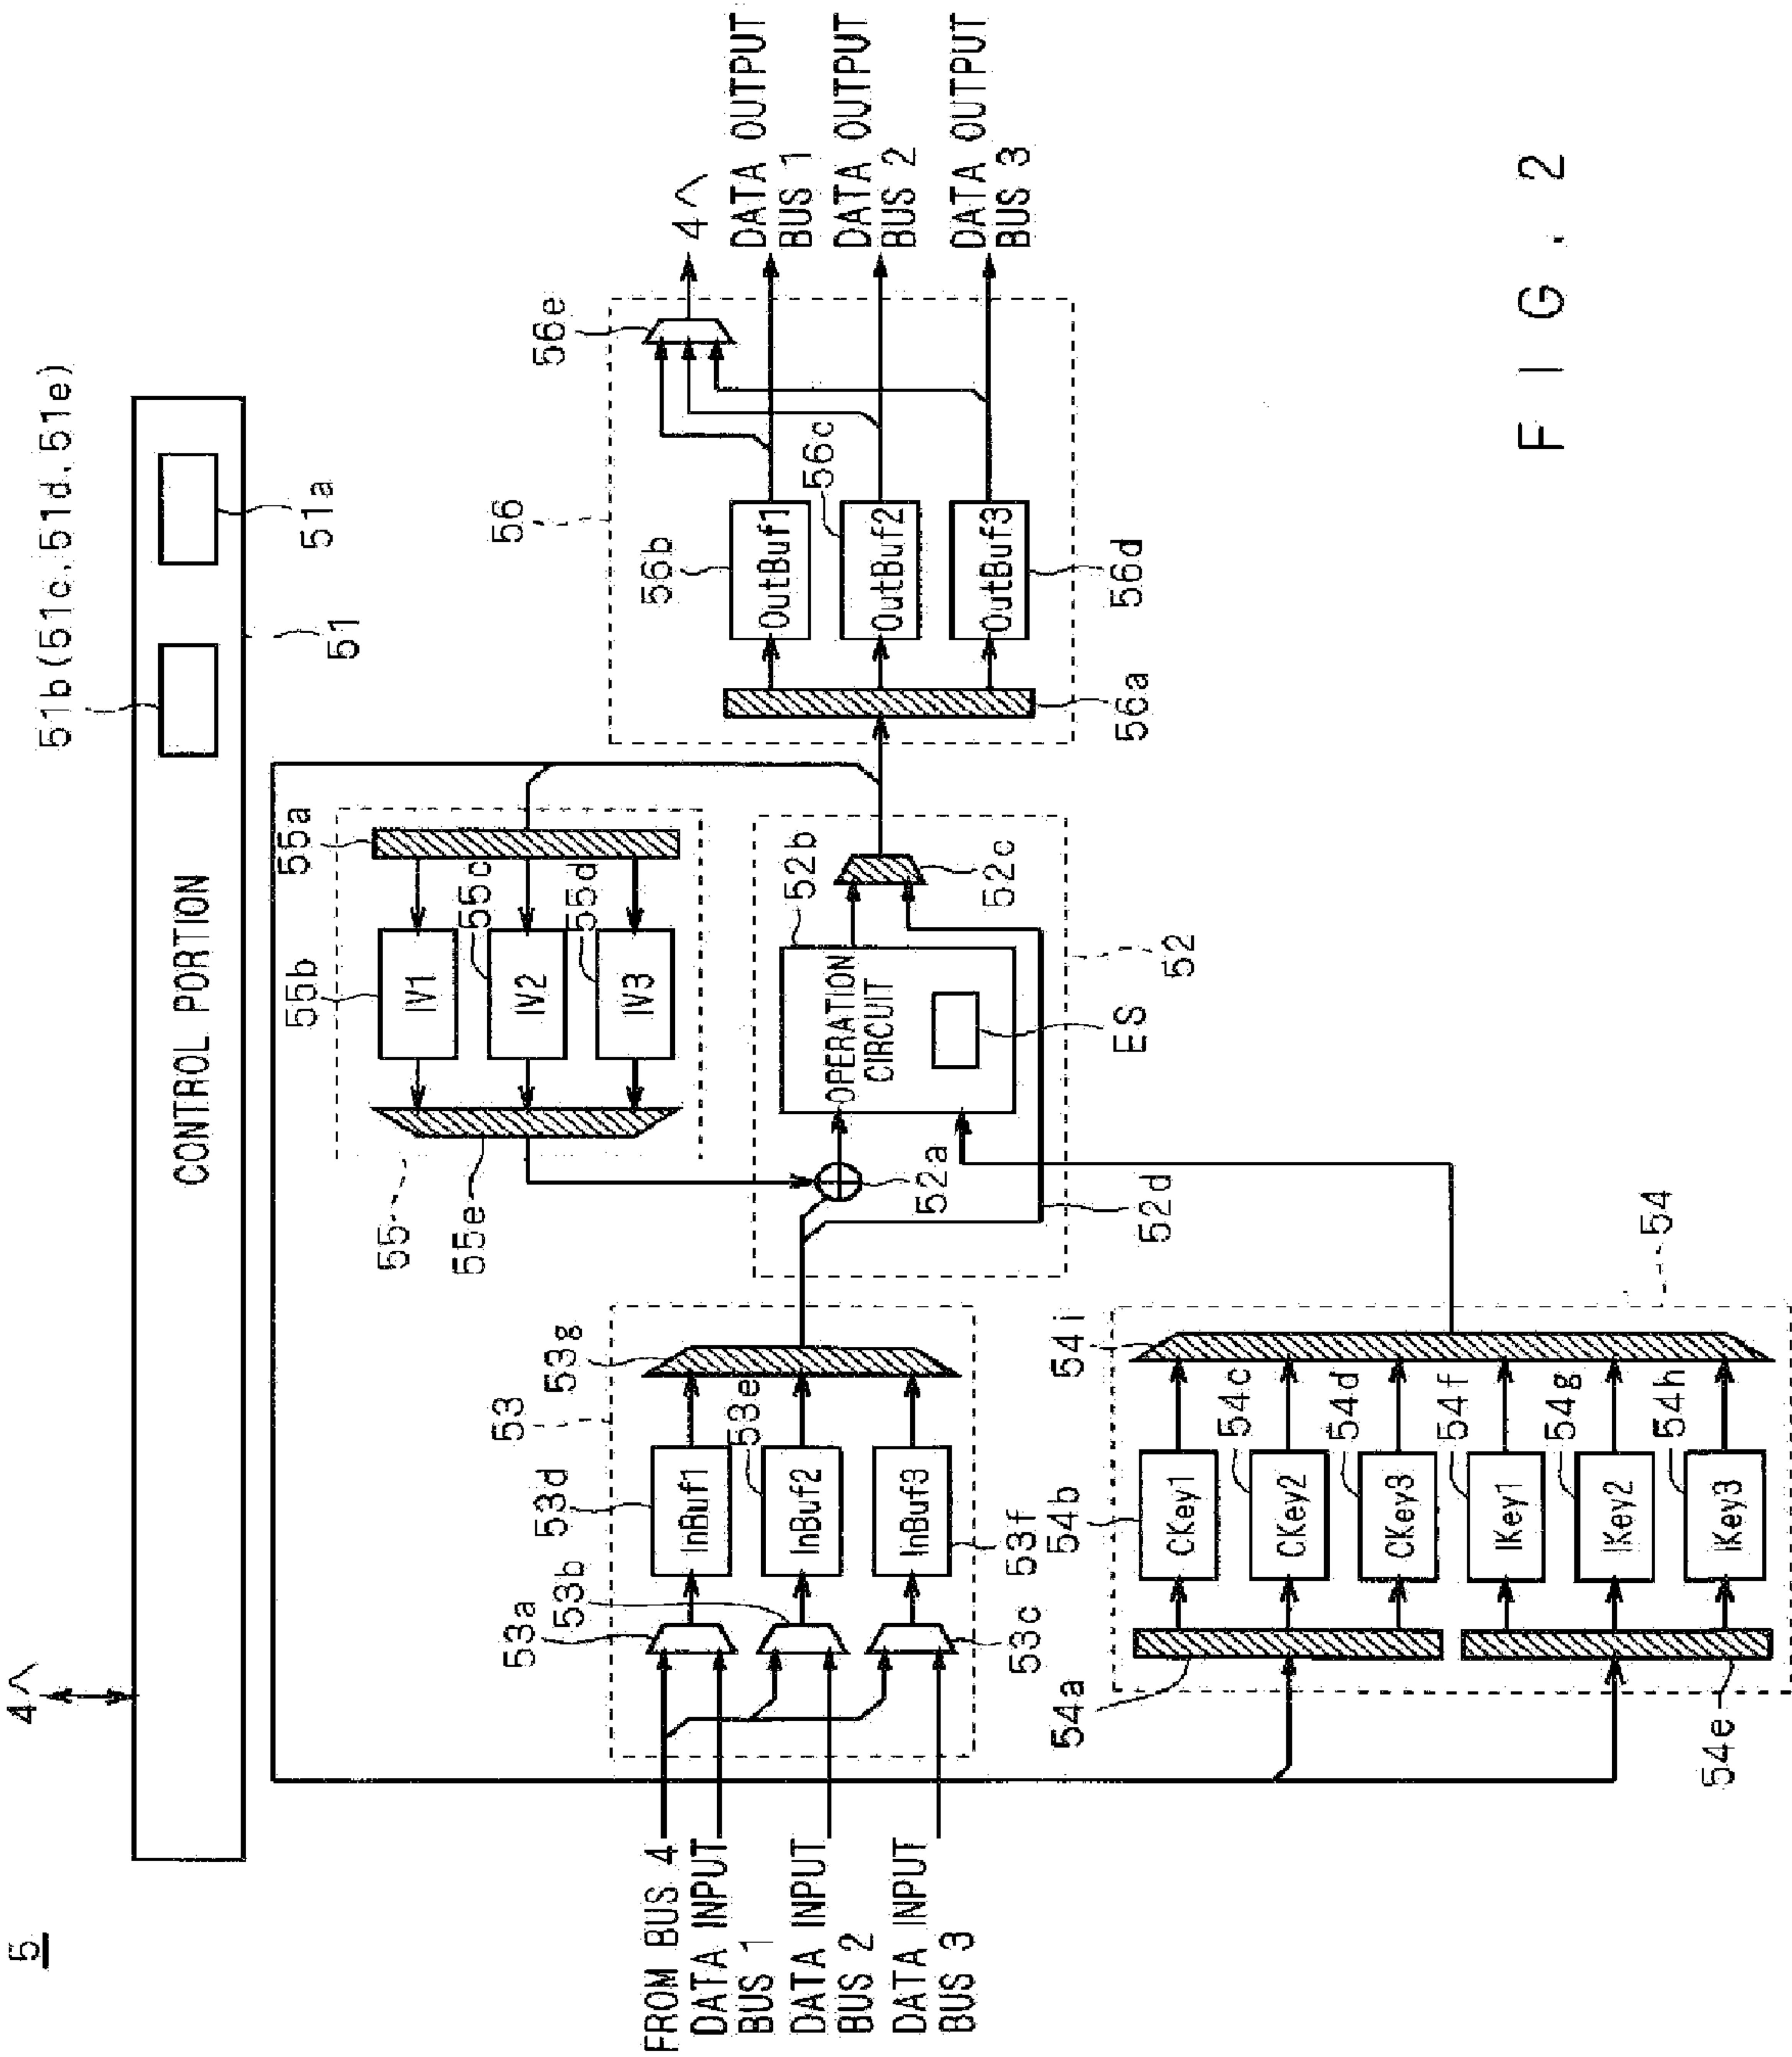 5
4
CONTROL PORTION
51b(51c,51d,51e)
51a
51
FROM BUS 4
DATA INPUT
BUS 1
DATA INPUT
BUS 2
DATA INPUT
BUS 3
53
53a
53b
53c
53d
InBuf1
53e
InBuf2
53f
InBuf3
53g
54
54a
54b
CKey1
54c
CKey2
54d
CKey3
54e
54f
IKey1
54g
IKey2
54h
IKey3
54i
55
55a
55b
IV1
55c
IV2
55d
IV3
55e
52
52a
52b
OPERATION
CIRCUIT
ES
52c
52d
56
56a
56b
OutBuf1
56c
OutBuf2
56d
OutBuf3
56e
4
DATA OUTPUT
BUS 1
DATA OUTPUT
BUS 2
DATA OUTPUT
BUS 3
FIG. 2